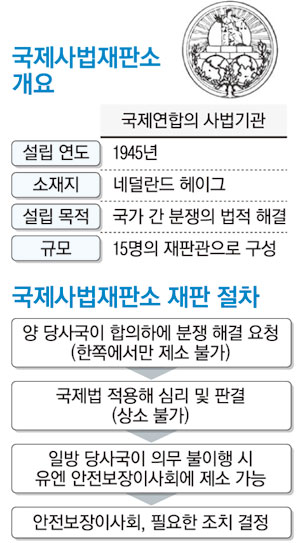 국제사법재판소
개요
국제연합의 사법기관
설립 연도 1945년
소재지 네덜란드 헤이그
설립 목적 국가 간 분쟁의 법적 해결
규모 15명의 재판관으로 구성
국제사법재판소 재판 절차
양 당사국이 합의하에 분쟁 해결 요청
(한쪽에서만 제소 불가)
국제법 적용해 심리 및 판결
(상소 불가)
일방 당사국이 의무 불이행 시
유엔 안전보장이사회에 제소 가능
안전보장이사회, 필요한 조치 결정